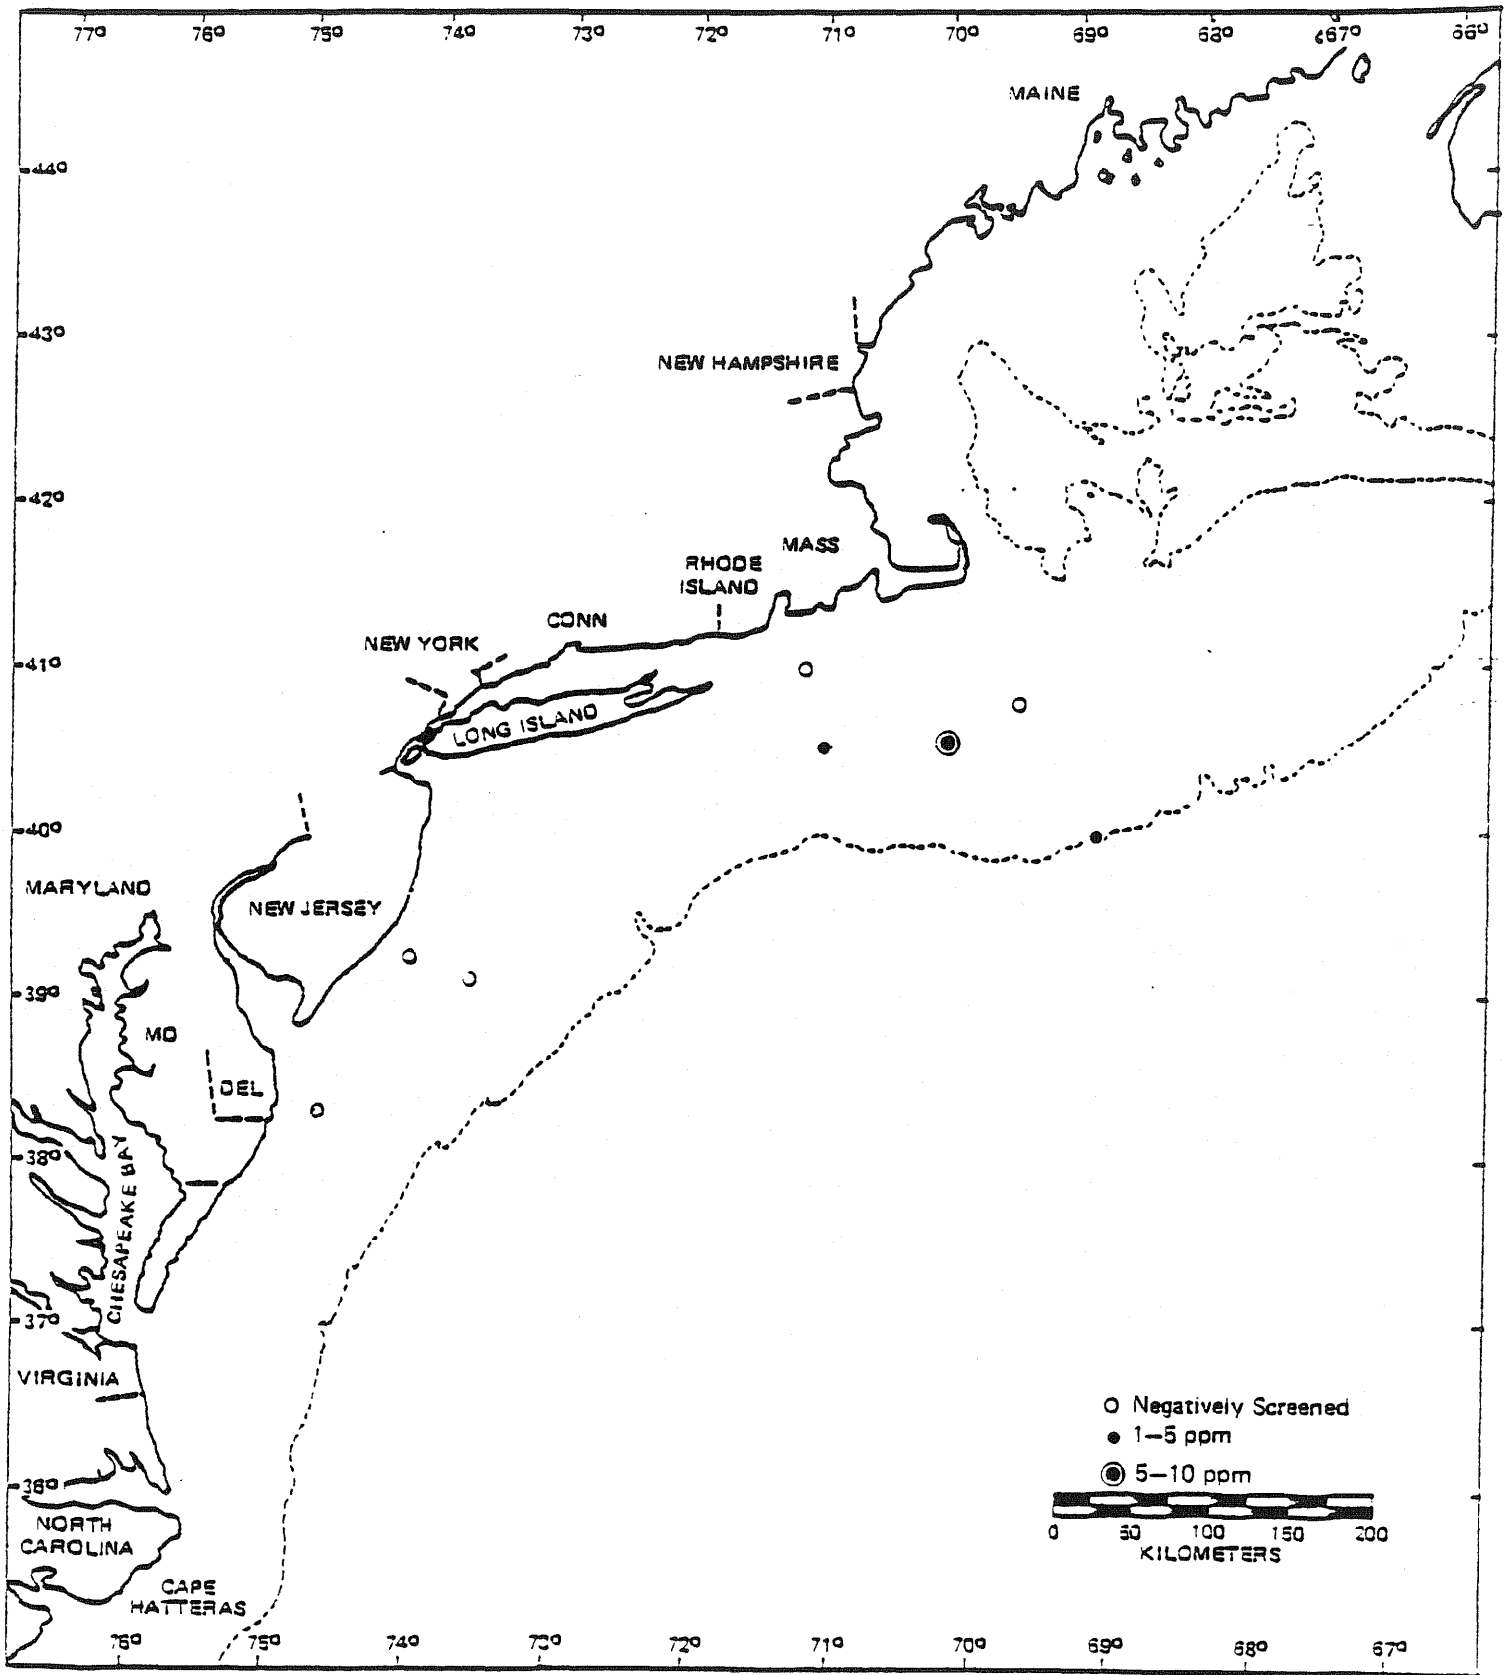 77° 76° 75° 74° 73° 72° 71° 70° 69° 68° 67° 66°
MAINE
44°
43°
NEW HAMPSHIRE
42°
MASS
RHODE
ISLAND
CONN
NEW YORK
41°
LONG ISLAND
40°
MARYLAND
NEW JERSEY
39°
MD
DEL
38°
CHESAPEAKE BAY
37°
VIRGINIA
36°
NORTH
CAROLINA
CAPE
HATTERAS
Negatively Screened
1–5 ppm
5–10 ppm
0 50 100 150 200
KILOMETERS
76° 75° 74° 73° 72° 71° 70° 69° 68° 67°